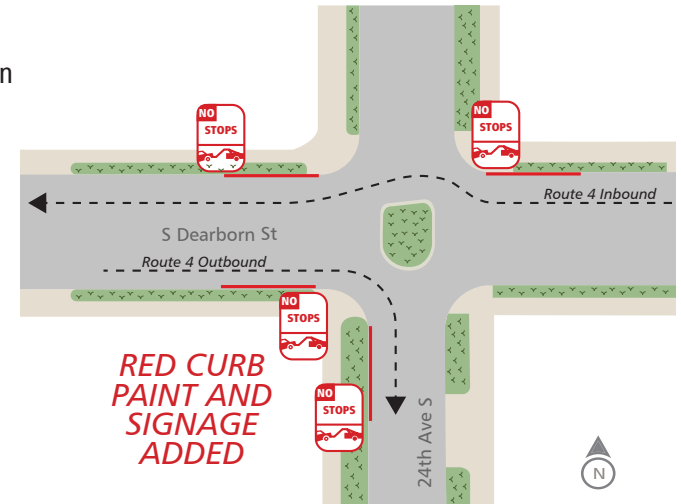 n
NO
STOPS
NO
STOPS
Route 4 Inbound
S Dearborn St
Route 4 Outbound
NO
STOPS
RED CURB
PAINT AND
SIGNAGE
ADDED
NO
STOPS
24th Ave S
N